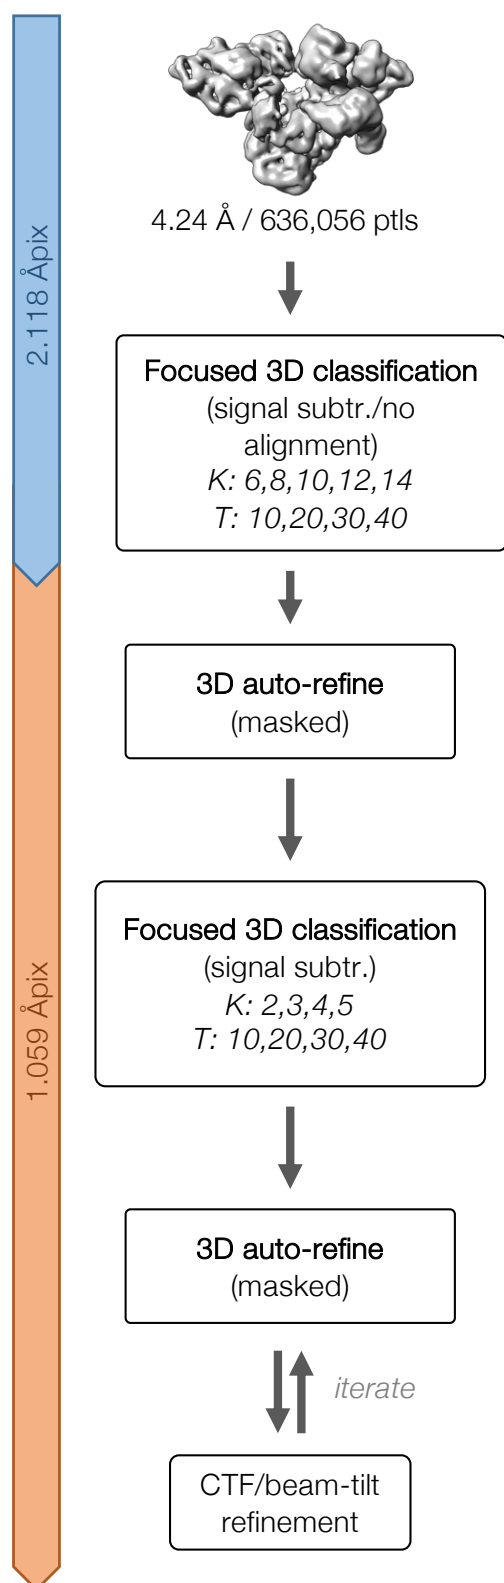 2.118 Åpix
4.24 Å / 636,056 ptls
Focused 3D classification
(signal subtr./no
alignment)
K: 6,8,10,12,14
T: 10,20,30,40
3D auto-refine
(masked)
1.059 Åpix
Focused 3D classification
(signal subtr.)
K: 2,3,4,5
T: 10,20,30,40
3D auto-refine
(masked)
iterate
CTF/beam-tilt
refinement